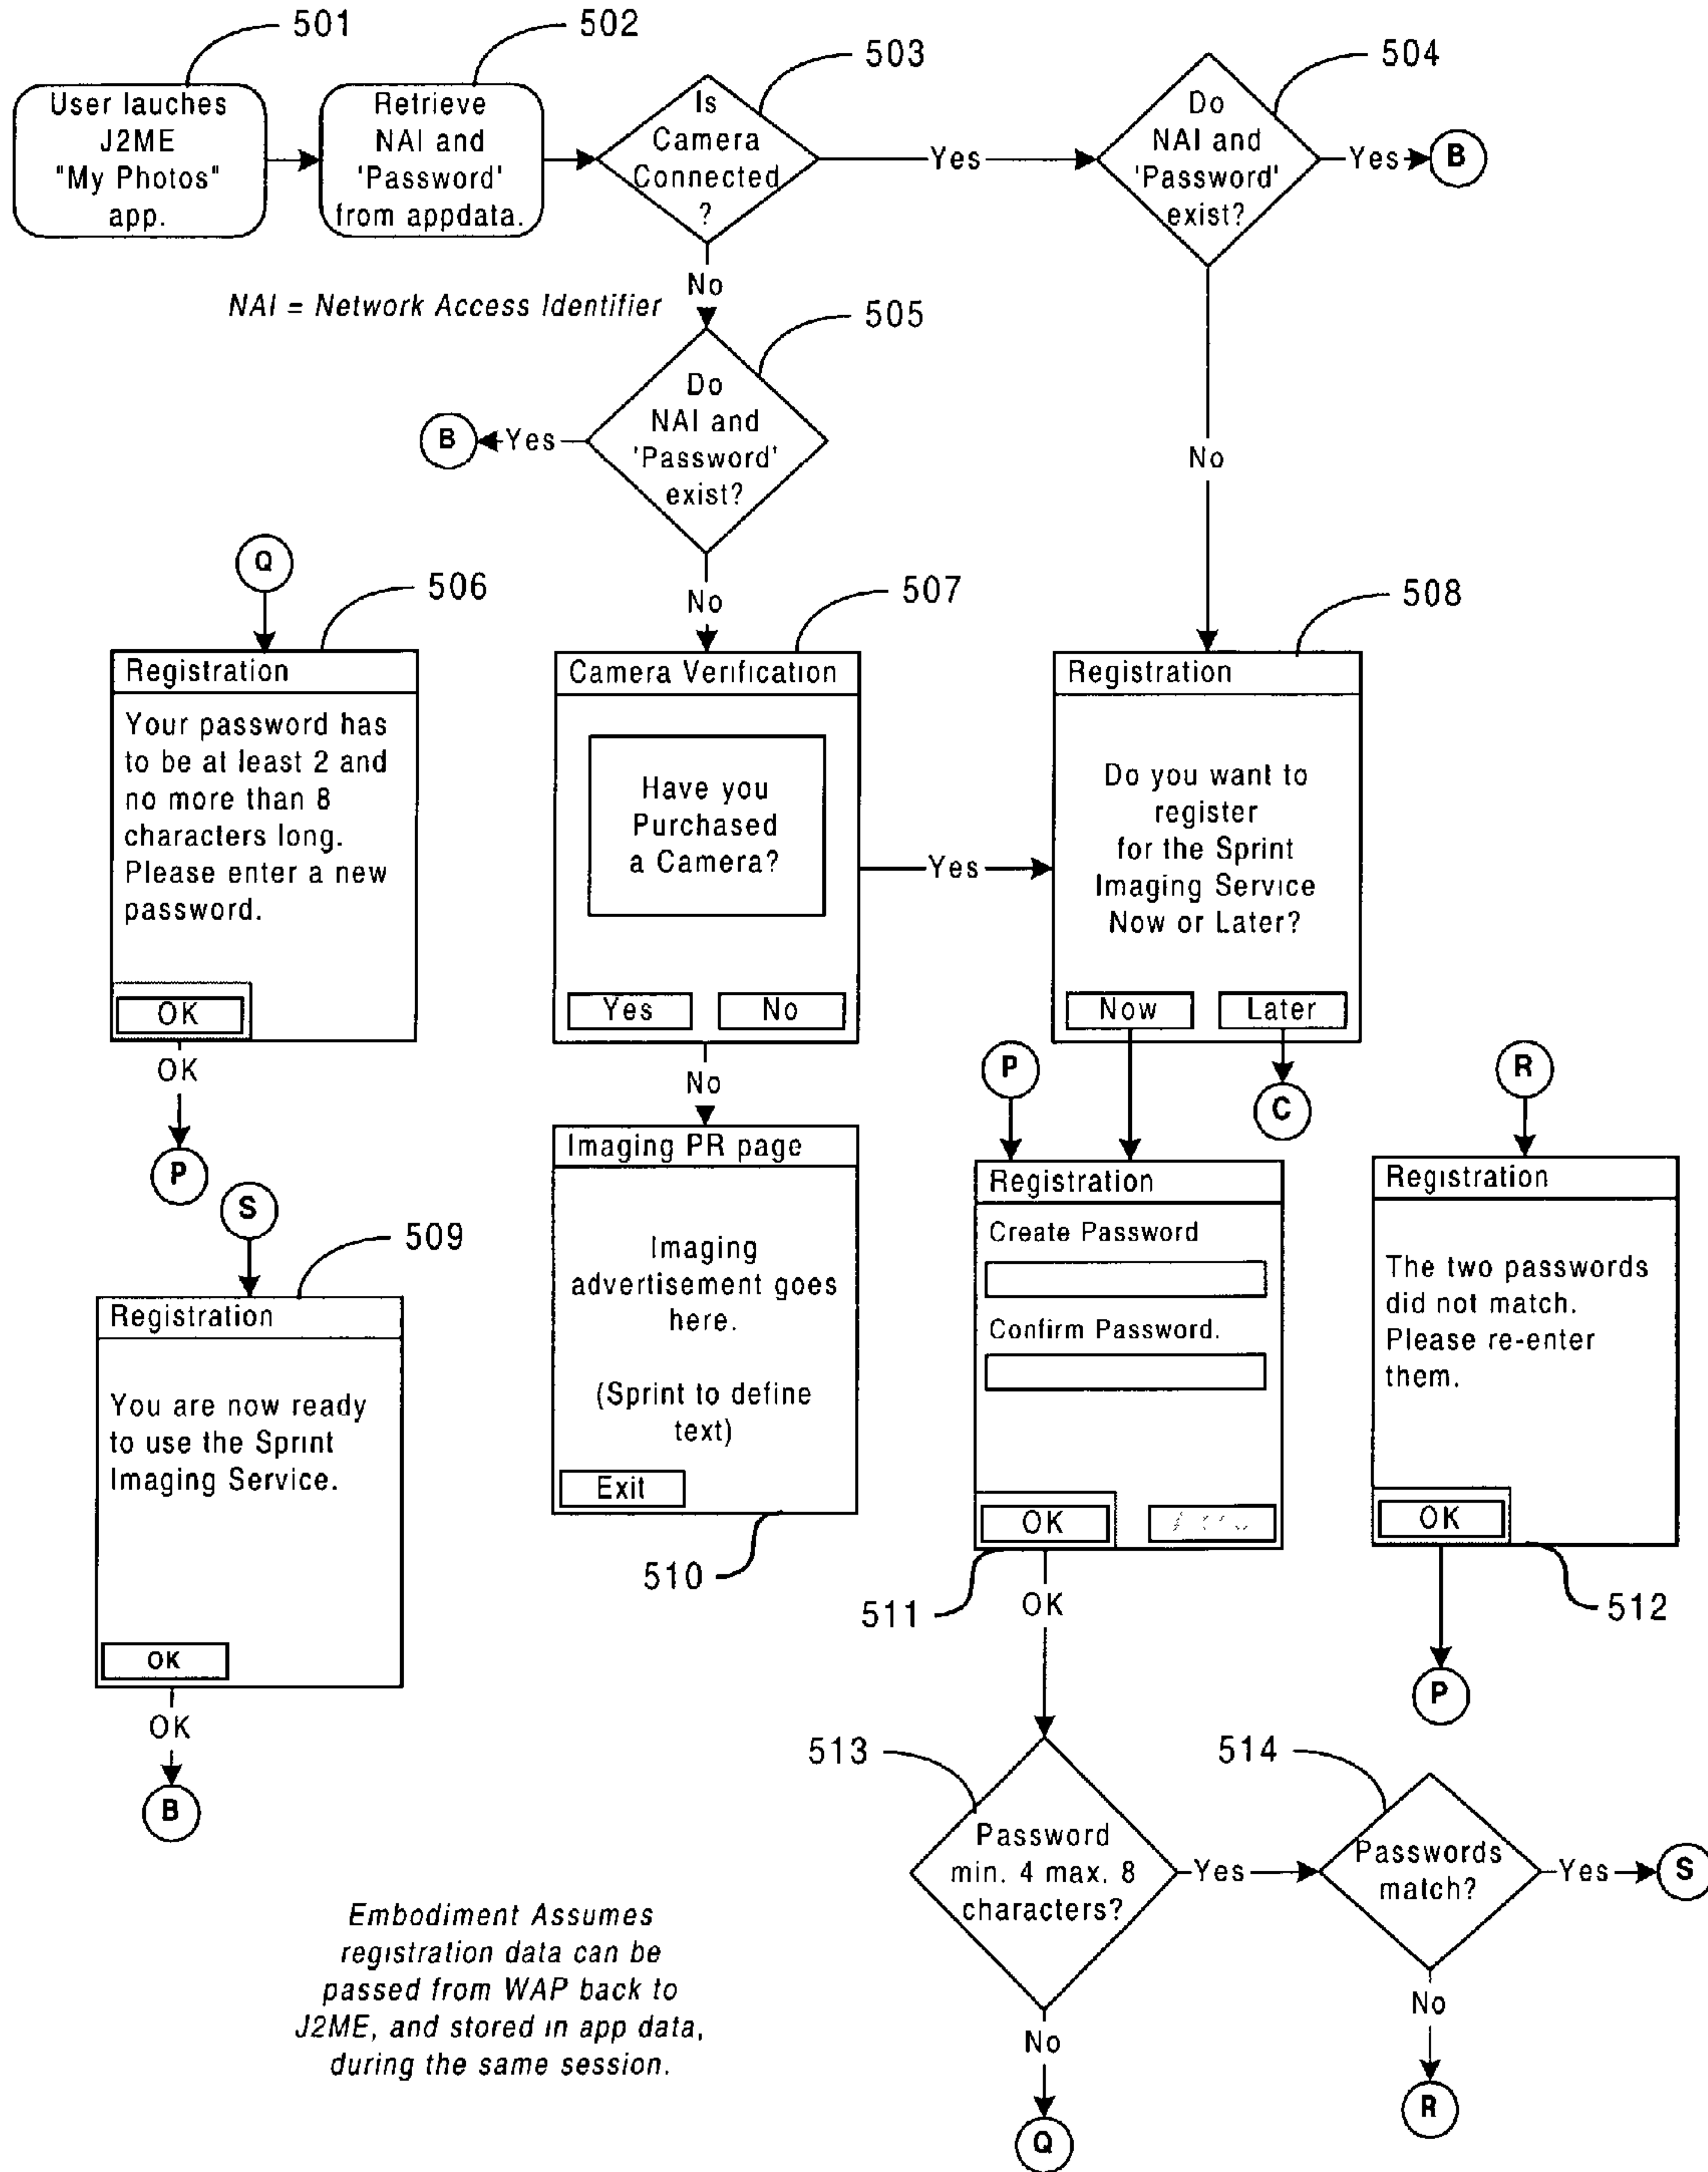 501
502
503
504
User lauches
J2ME
"My Photos"
app.
Retrieve
NAI and
'Password'
from appdata.
Is
Camera
Connected
?
Yes
Do
NAI and
'Password'
exist?
Yes
B
No
NAI = Network Access Identifier
505
Do
NAI and
'Password'
exist?
B
Yes
No
No
Q
506
Registration
Your password has
to be at least 2 and
no more than 8
characters long.
Please enter a new
password.
OK
OK
P
507
Camera Verification
Have you
Purchased
a Camera?
Yes
No
Yes
No
508
Registration
Do you want to
register
for the Sprint
Imaging Service
Now or Later?
Now
Later
C
S
509
Registration
You are now ready
to use the Sprint
Imaging Service.
OK
OK
B
Imaging PR page
Imaging
advertisement goes
here.
(Sprint to define
text)
Exit
510
P
Registration
Create Password
Confirm Password.
OK
511
OK
R
Registration
The two passwords
did not match.
Please re-enter
them.
OK
512
P
513
Password
min. 4 max. 8
characters?
Yes
514
Passwords
match?
Yes
S
No
Q
No
R
Embodiment Assumes
registration data can be
passed from WAP back to
J2ME, and stored in app data,
during the same session.